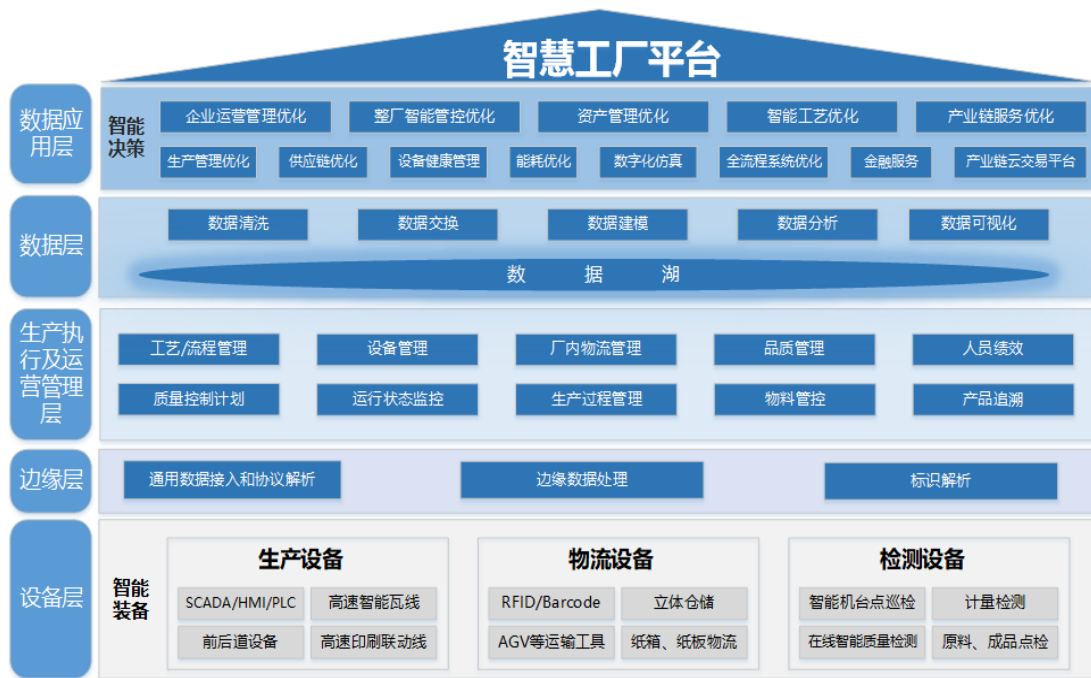 智慧工厂平台
数据应
用层
智能
决策
企业运营管理优化
整厂智能管控优化
资产管理优化
智能工艺优化
产业链服务优化
生产管理优化
供应链优化
设备健康管理
能耗优化
数字化仿真
全流程系统优化
金融服务
产业链云交易平台
数据层
数据清洗
数据交换
数据建模
数据分析
数据可视化
数 据 湖
生产执
行及运
营管理
层
工艺/流程管理
设备管理
厂内物流管理
品质管理
人员绩效
质量控制计划
运行状态监控
生产过程管理
物料管控
产品追溯
边缘层
通用数据接入和协议解析
边缘数据处理
标识解析
设备层
智能
装备
生产设备
SCADA/HMI/PLC
高速智能瓦线
前后道设备
高速印刷联动线
物流设备
RFID/Barcode
立体仓储
AGV等运输工具
纸箱、纸板物流
检测设备
智能机台点巡检
计量检测
在线智能质量检测
原料、成品点检